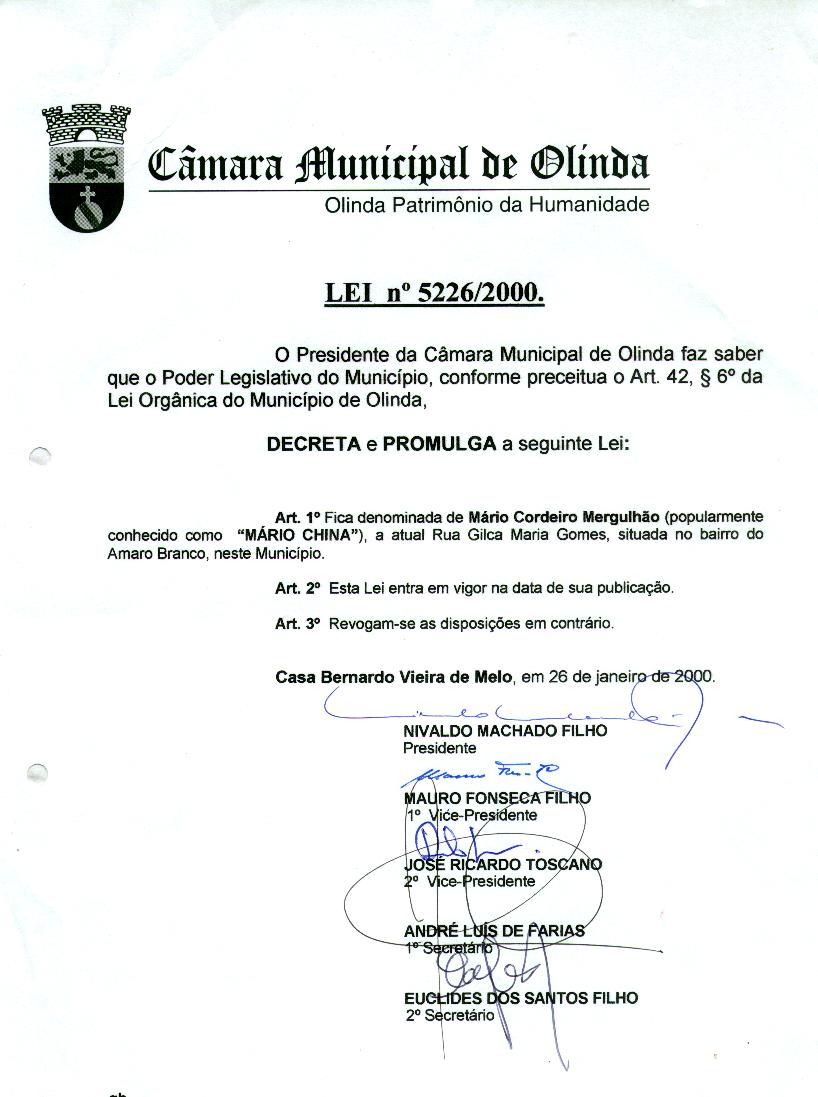 Câmara Municipal de Olinda
Olinda Patrimônio da Humanidade
LEI nº 5226/2000.
O Presidente da Câmara Municipal de Olinda faz saber
que o Poder Legislativo do Município, conforme preceitua o Art. 42, § 6º da
Lei Orgânica do Município de Olinda,
DECRETA e PROMULGA a seguinte Lei:
Art. 1º Fica denominada de Mário Cordeiro Mergulhão (popularmente
conhecido como “MÁRIO CHINA”), a atual Rua Gilca Maria Gomes, situada no bairro do
Amaro Branco, neste Município.
Art. 2º Esta Lei entra em vigor na data de sua publicação.
Art. 3º Revogam-se as disposições em contrário.
Casa Bernardo Vieira de Melo, em 26 de janeiro de 2000.
NIVALDO MACHADO FILHO
Presidente
MAURO FONSECA FILHO
1º Vice-Presidente
JOSÉ RICARDO TOSCANO
2º Vice-Presidente
ANDRÉ LUÍS DE FARIAS
1º Secretário
EUCLIDES DOS SANTOS FILHO
2º Secretário